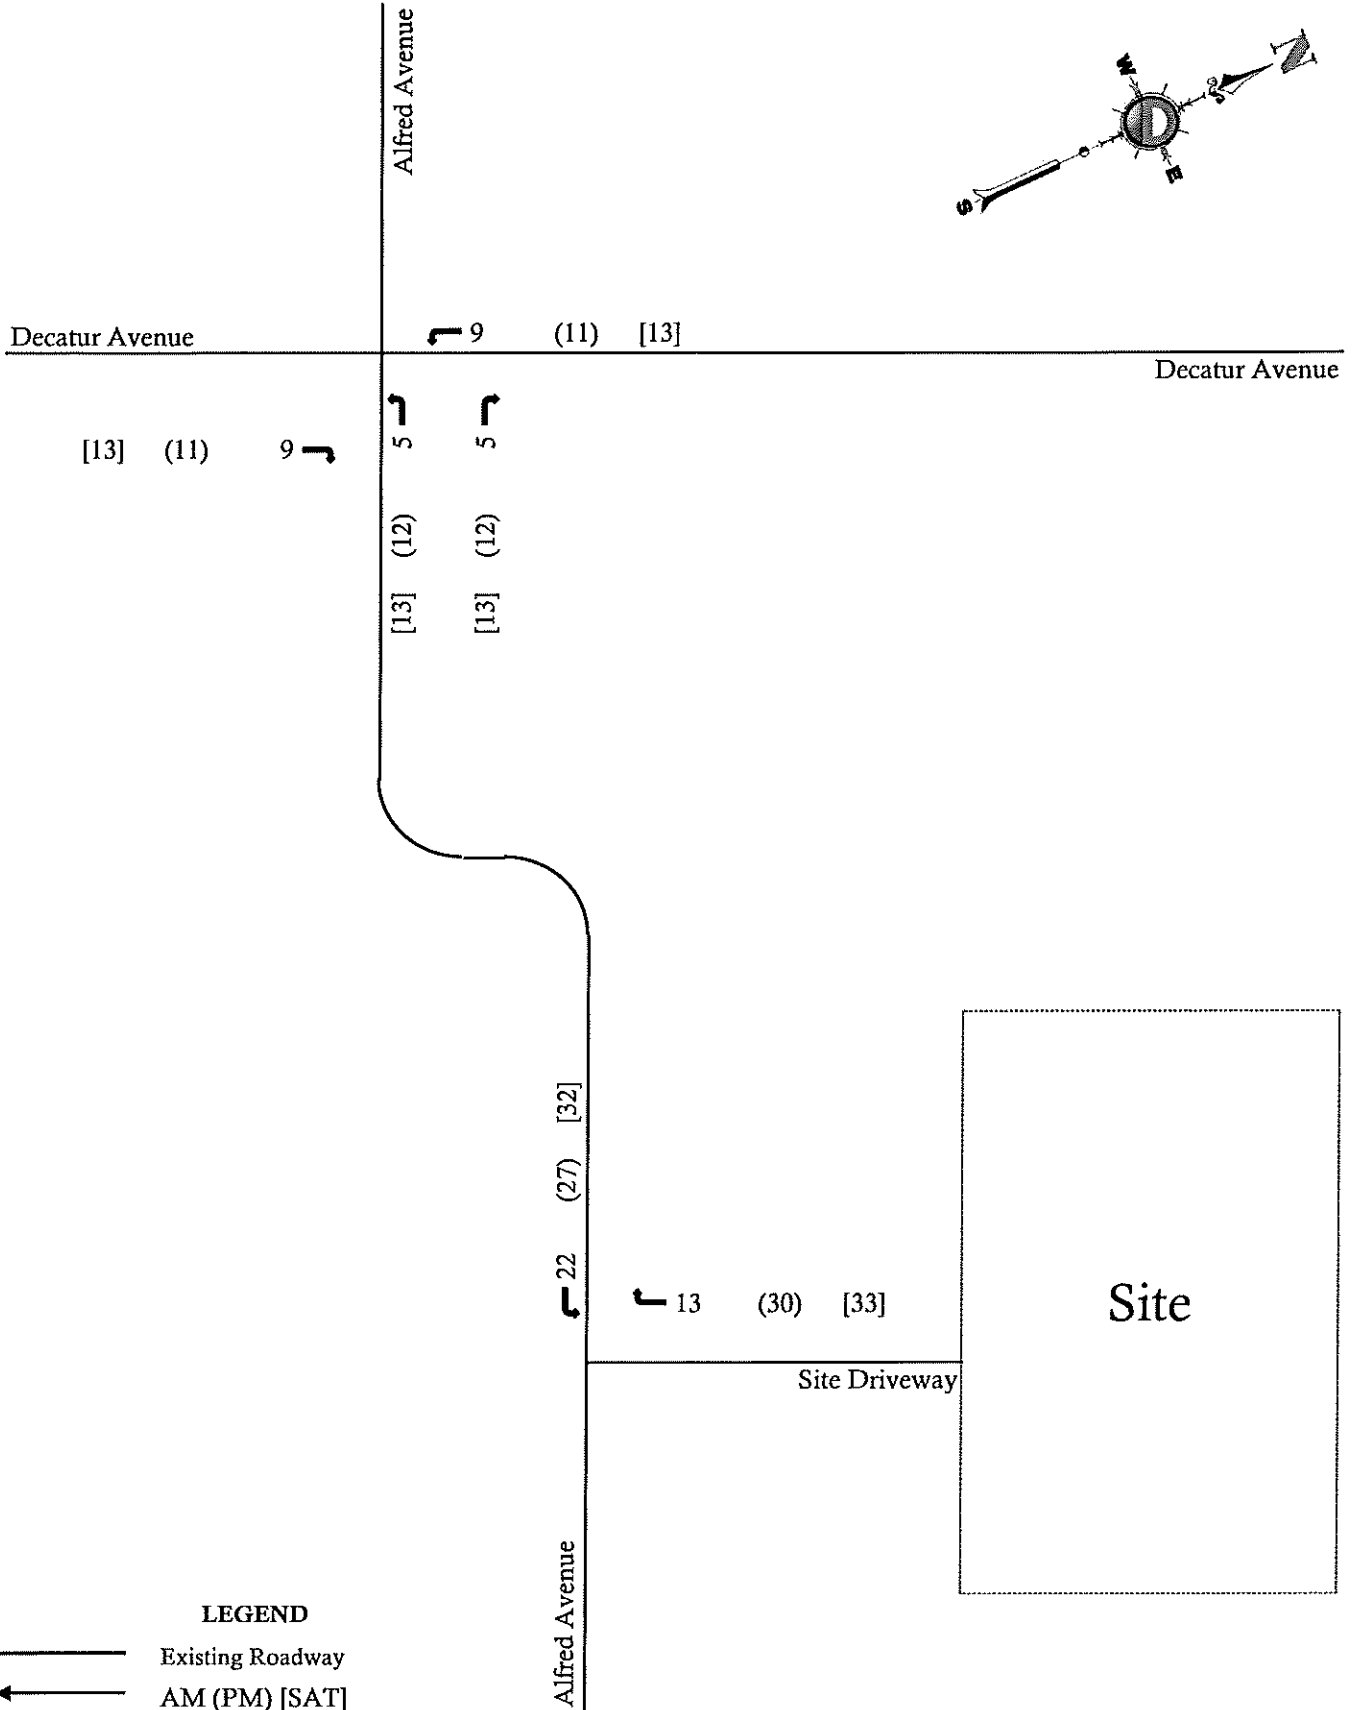 Alfred Avenue
N
W
D
E
S
Decatur Avenue
9 (11) [13]
Decatur Avenue
[13] (11) 9
[13] (12) 5
[13] (12) 5
22 (27) [32]
13 (30) [33]
Site
Site Driveway
Alfred Avenue
LEGEND
Existing Roadway
AM (PM) [SAT]